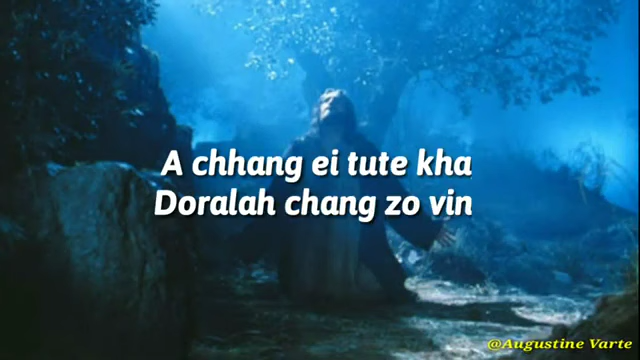 A chhang ei tute kha
Doralah chang zo vin
@Augustine Varte